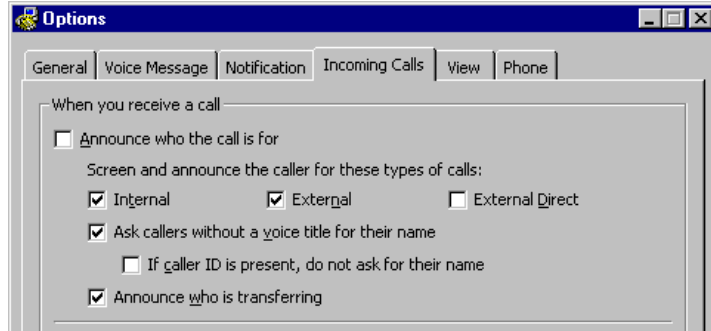 Options
General Voice Message Notification Incoming Calls View Phone
When you receive a call
Announce who the call is for
Screen and announce the caller for these types of calls:
Internal External External Direct
Ask callers without a voice title for their name
If caller ID is present, do not ask for their name
Announce who is transferring